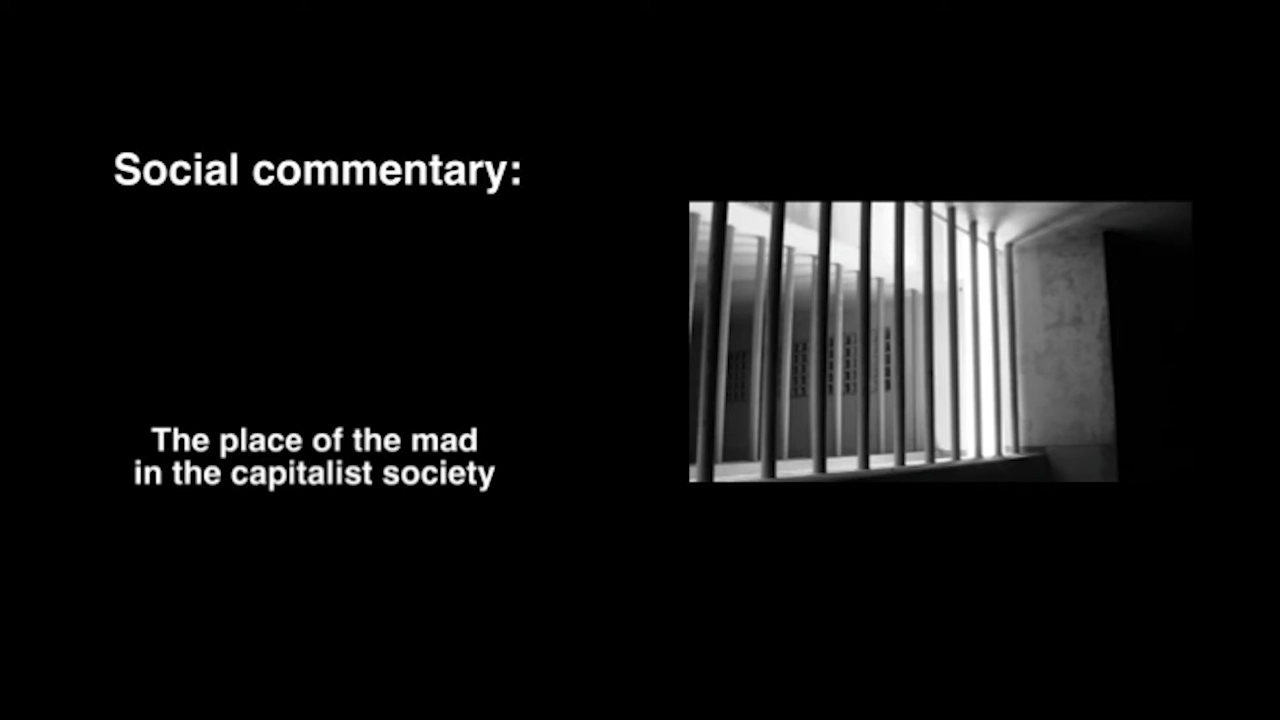 Social commentary:
The place of the mad
in the capitalist society